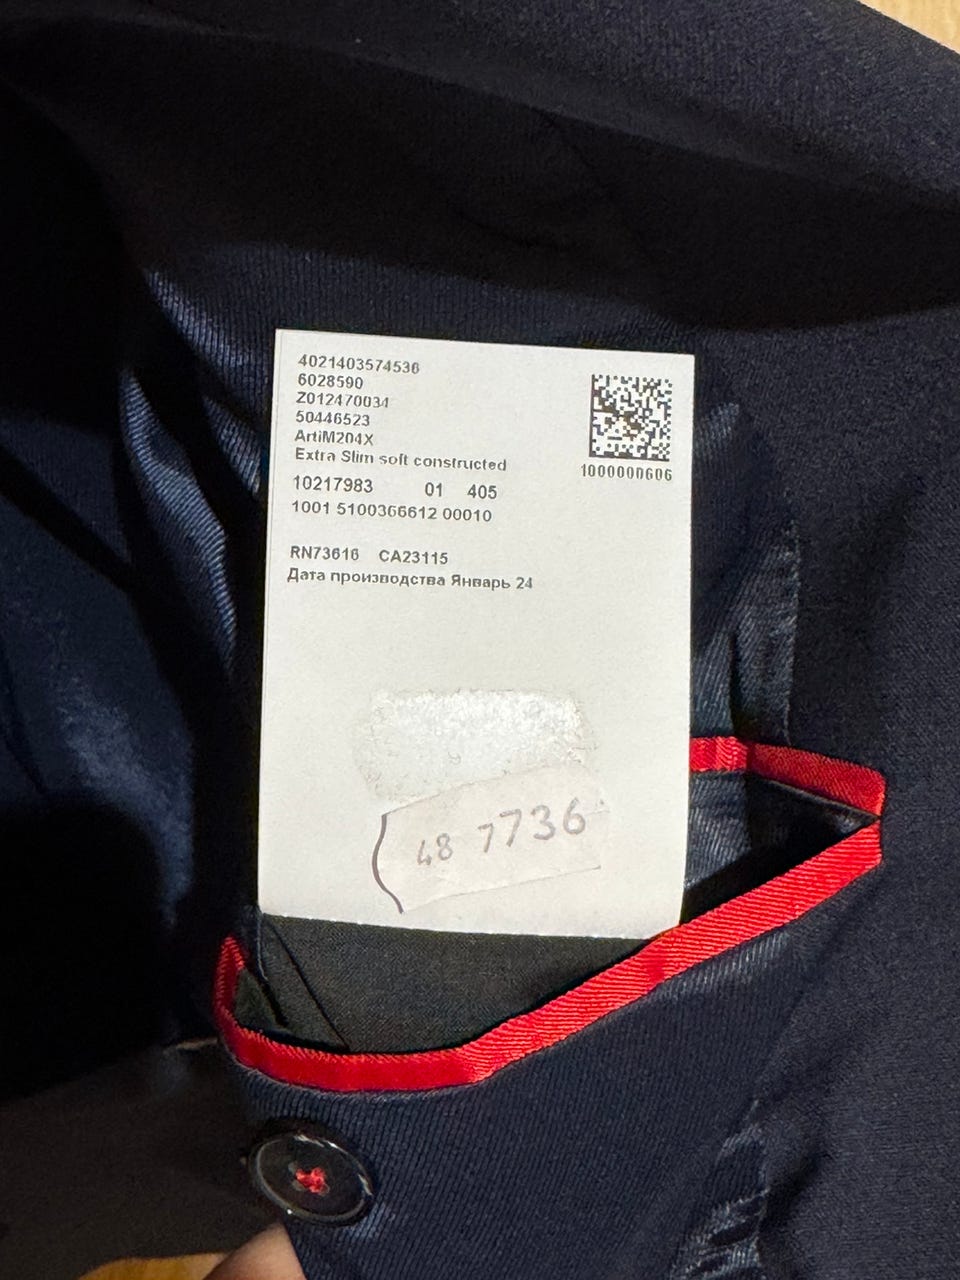 4021403574536
6028590
Z012470034
50446523
ArtiM204X
Extra Slim soft constructed
10217983 01 405
1001 5100366612 00010
1000000606
RN73616 CA23115
Дата производства Январь 24
48 7736